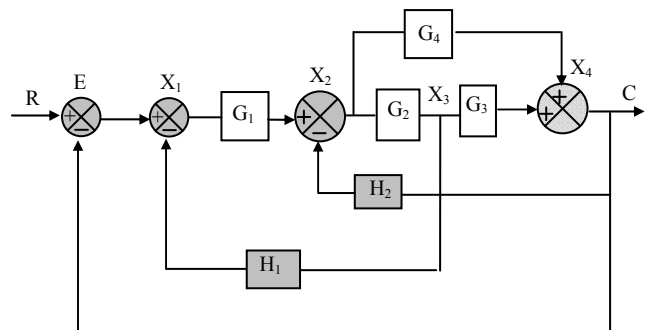 G₄
E
X₁
X₂
X₄
R
G₁
G₂
X₃
G₃
C
+
−
+
−
+
−
+
+
H₂
H₁